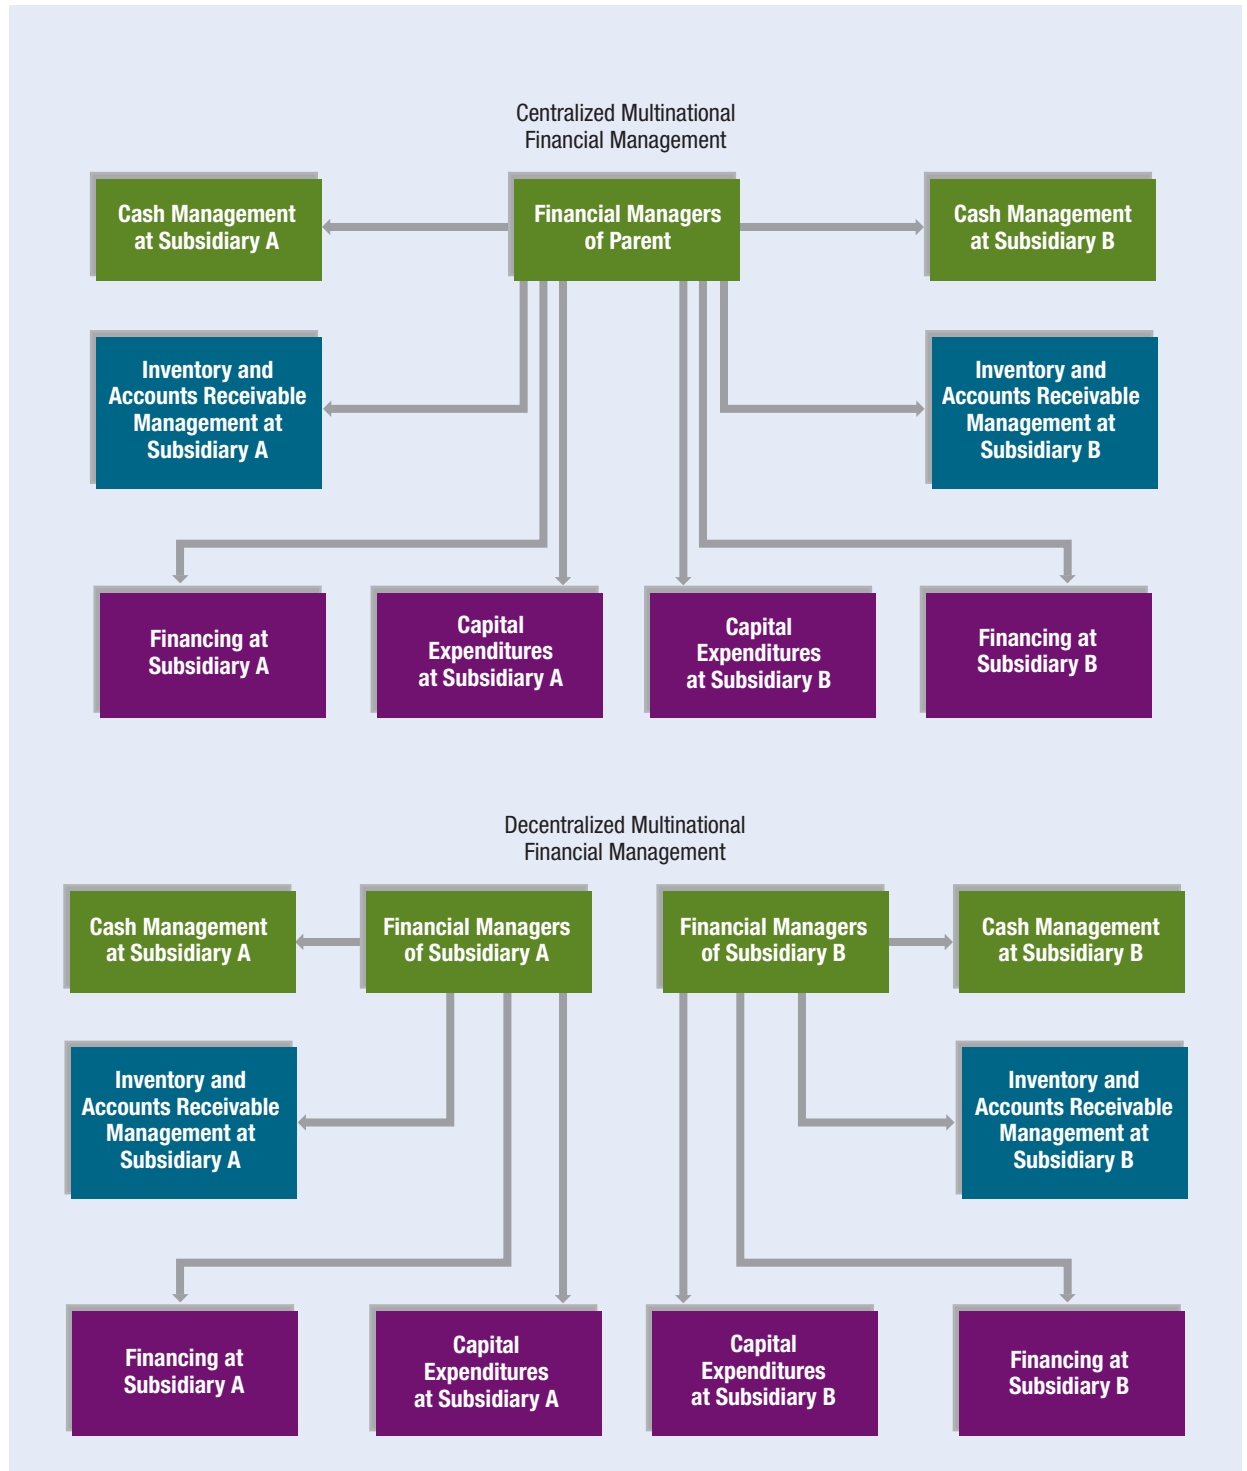 Centralized Multinational
Financial Management
Cash Management
at Subsidiary A
Financial Managers
of Parent
Cash Management
at Subsidiary B
Inventory and
Accounts Receivable
Management at
Subsidiary A
Inventory and
Accounts Receivable
Management at
Subsidiary B
Financing at
Subsidiary A
Capital
Expenditures
at Subsidiary A
Capital
Expenditures
at Subsidiary B
Financing at
Subsidiary B
Decentralized Multinational
Financial Management
Cash Management
at Subsidiary A
Financial Managers
of Subsidiary A
Financial Managers
of Subsidiary B
Cash Management
at Subsidiary B
Inventory and
Accounts Receivable
Management at
Subsidiary A
Inventory and
Accounts Receivable
Management at
Subsidiary B
Financing at
Subsidiary A
Capital
Expenditures
at Subsidiary A
Capital
Expenditures
at Subsidiary B
Financing at
Subsidiary B